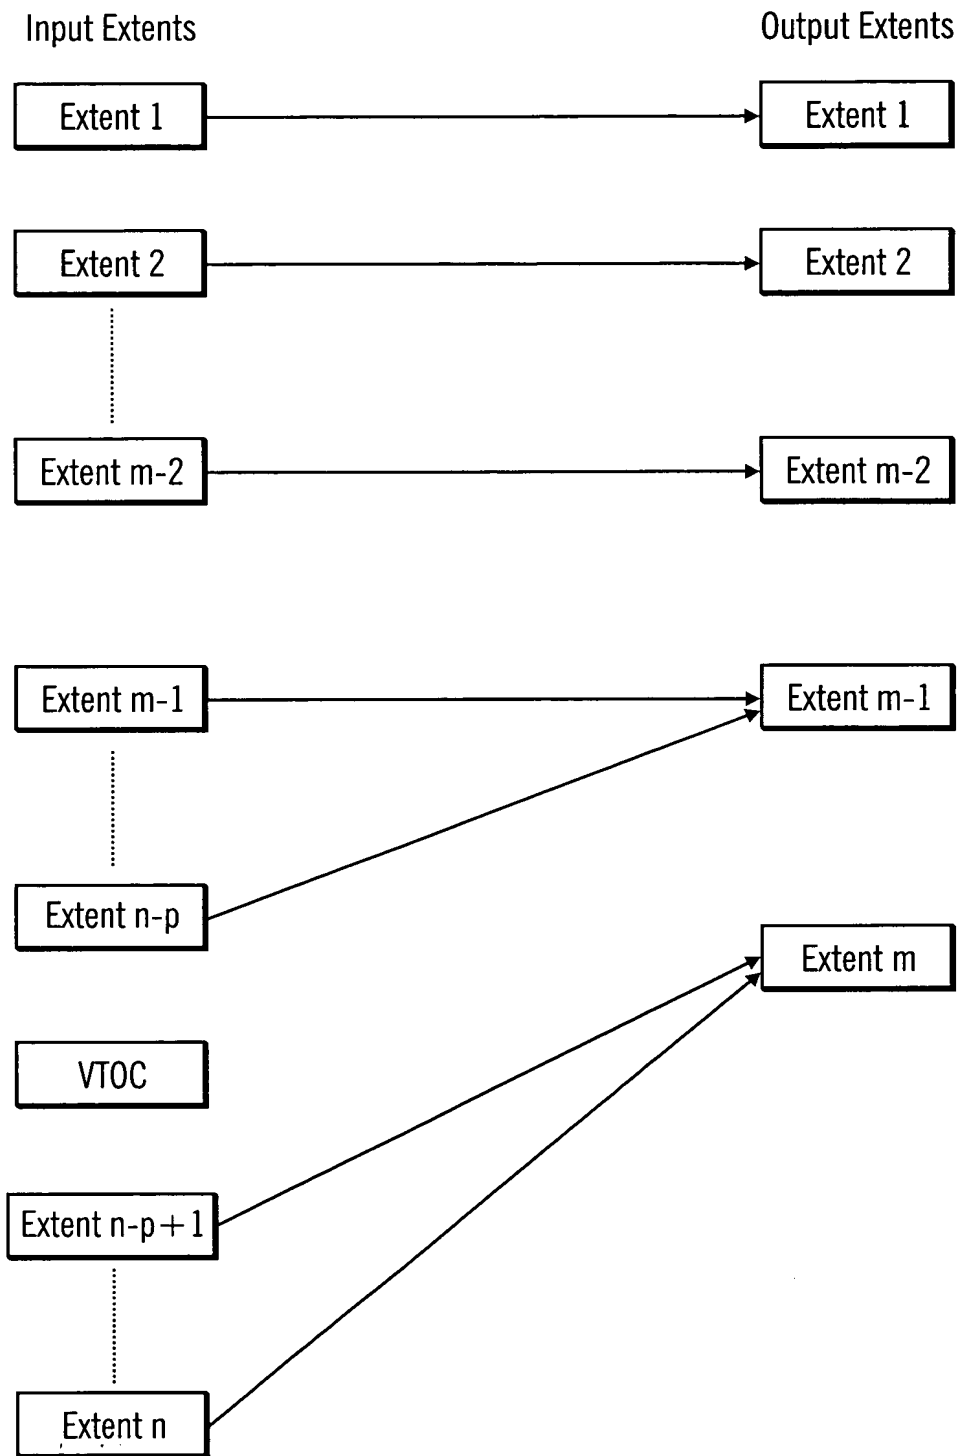 Input Extents
Output Extents
Extent 1
Extent 1
Extent 2
Extent 2
Extent m-2
Extent m-2
Extent m-1
Extent m-1
Extent n-p
Extent m
VTOC
Extent n-p+1
Extent n